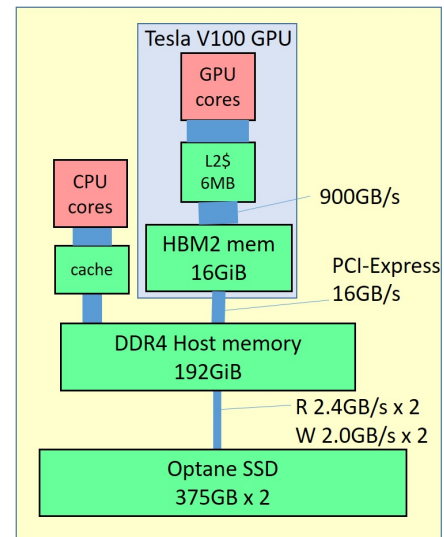 Tesla V100 GPU
GPU
cores
L2$
6MB
CPU
cores
900GB/s
cache
HBM2 mem
16GiB
PCI-Express
16GB/s
DDR4 Host memory
192GiB
R 2.4GB/s x 2
W 2.0GB/s x 2
Optane SSD
375GB x 2